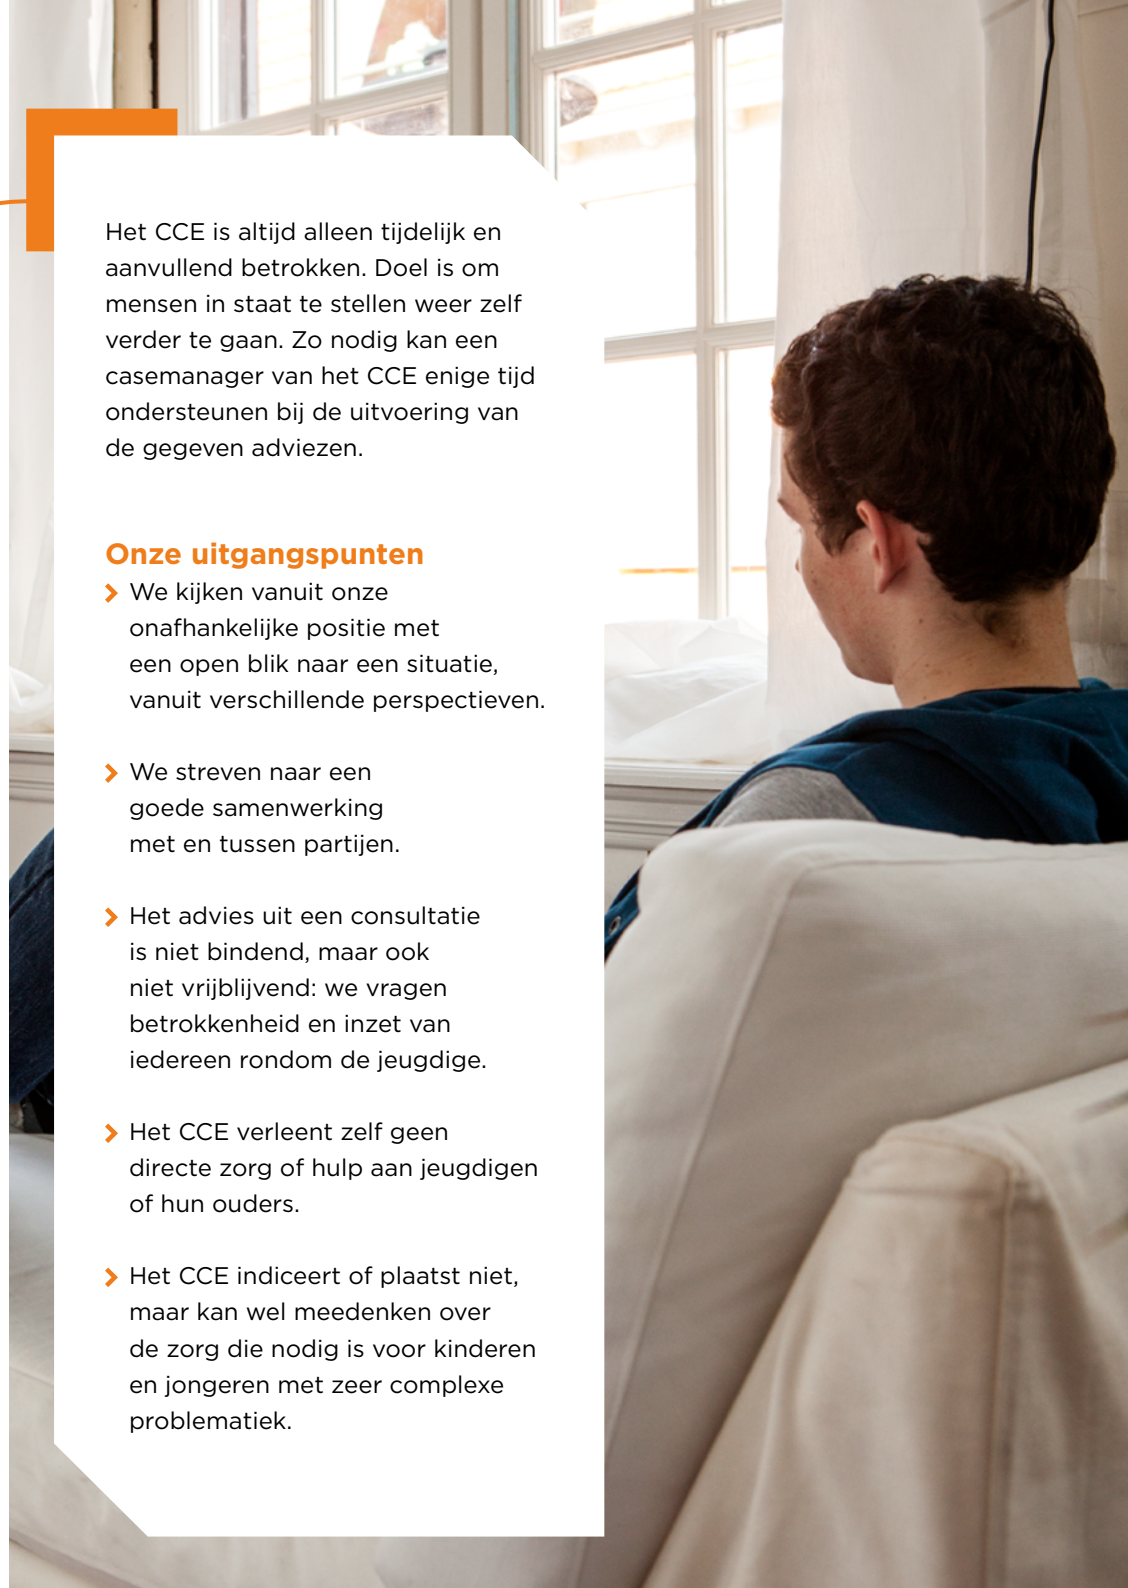 Het CCE is altijd alleen tijdelijk en
aanvullend betrokken. Doel is om
mensen in staat te stellen weer zelf
verder te gaan. Zo nodig kan een
casemanager van het CCE enige tijd
ondersteunen bij de uitvoering van
de gegeven adviezen.
Onze uitgangspunten
We kijken vanuit onze
onafhankelijke positie met
een open blik naar een situatie,
vanuit verschillende perspectieven.
We streven naar een
goede samenwerking
met en tussen partijen.
Het advies uit een consultatie
is niet bindend, maar ook
niet vrijblijvend: we vragen
betrokkenheid en inzet van
iedereen rondom de jeugdige.
Het CCE verleent zelf geen
directe zorg of hulp aan jeugdigen
of hun ouders.
Het CCE indiceert of plaatst niet,
maar kan wel meedenken over
de zorg die nodig is voor kinderen
en jongeren met zeer complexe
problematiek.